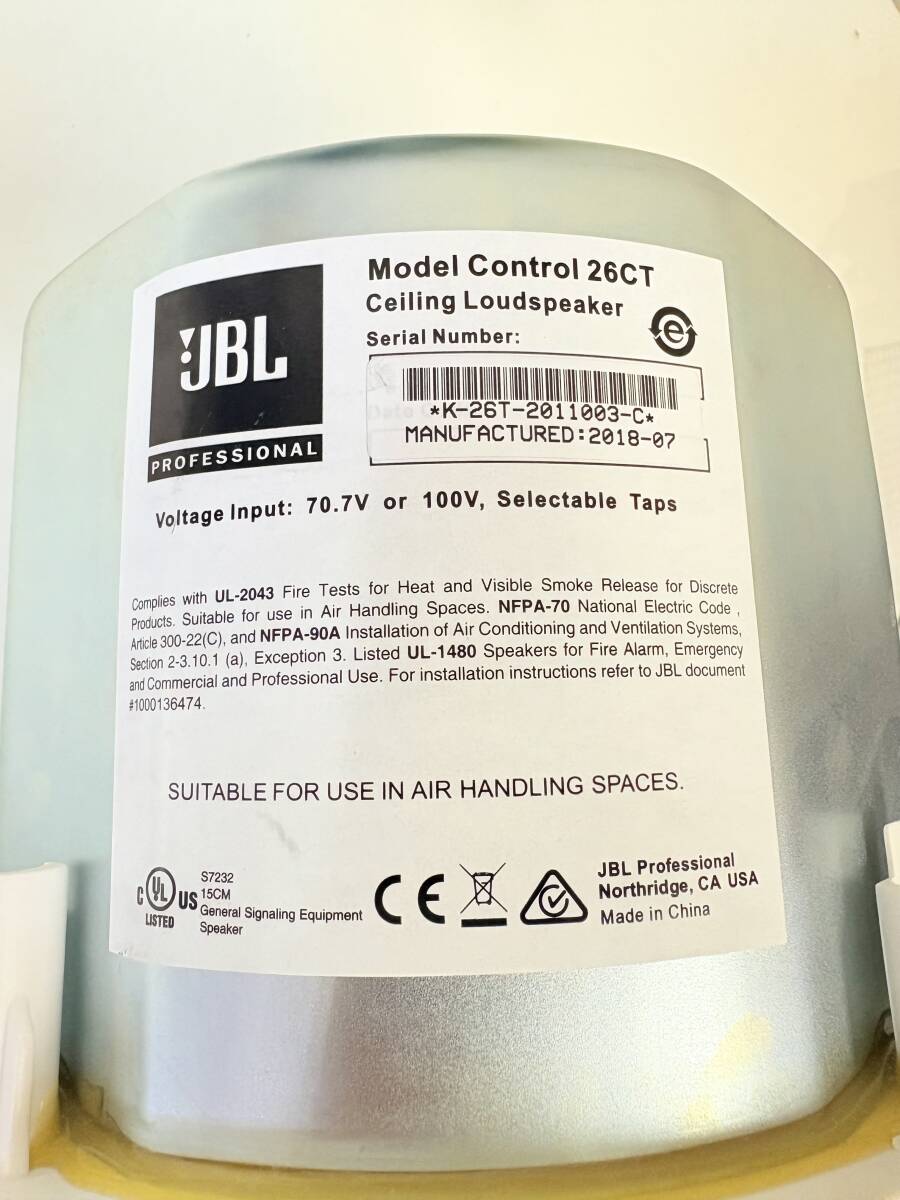 JBL
PROFESSIONAL
Model Control 26CT
Ceiling Loudspeaker
Serial Number:
*K-26T-2011003-C*
MANUFACTURED:2018-07
Voltage Input: 70.7V or 100V, Selectable Taps
Complies with UL-2043 Fire Tests for Heat and Visible Smoke Release for Discrete
Products. Suitable for use in Air Handling Spaces. NFPA-70 National Electric Code ,
Article 300-22(C), and NFPA-90A Installation of Air Conditioning and Ventilation Systems,
Section 2-3.10.1 (a), Exception 3. Listed UL-1480 Speakers for Fire Alarm, Emergency
and Commercial and Professional Use. For installation instructions refer to JBL document
#1000136474.
SUITABLE FOR USE IN AIR HANDLING SPACES.
C UL US
LISTED
S7232
15CM
General Signaling Equipment
Speaker
CE
JBL Professional
Northridge, CA USA
Made in China